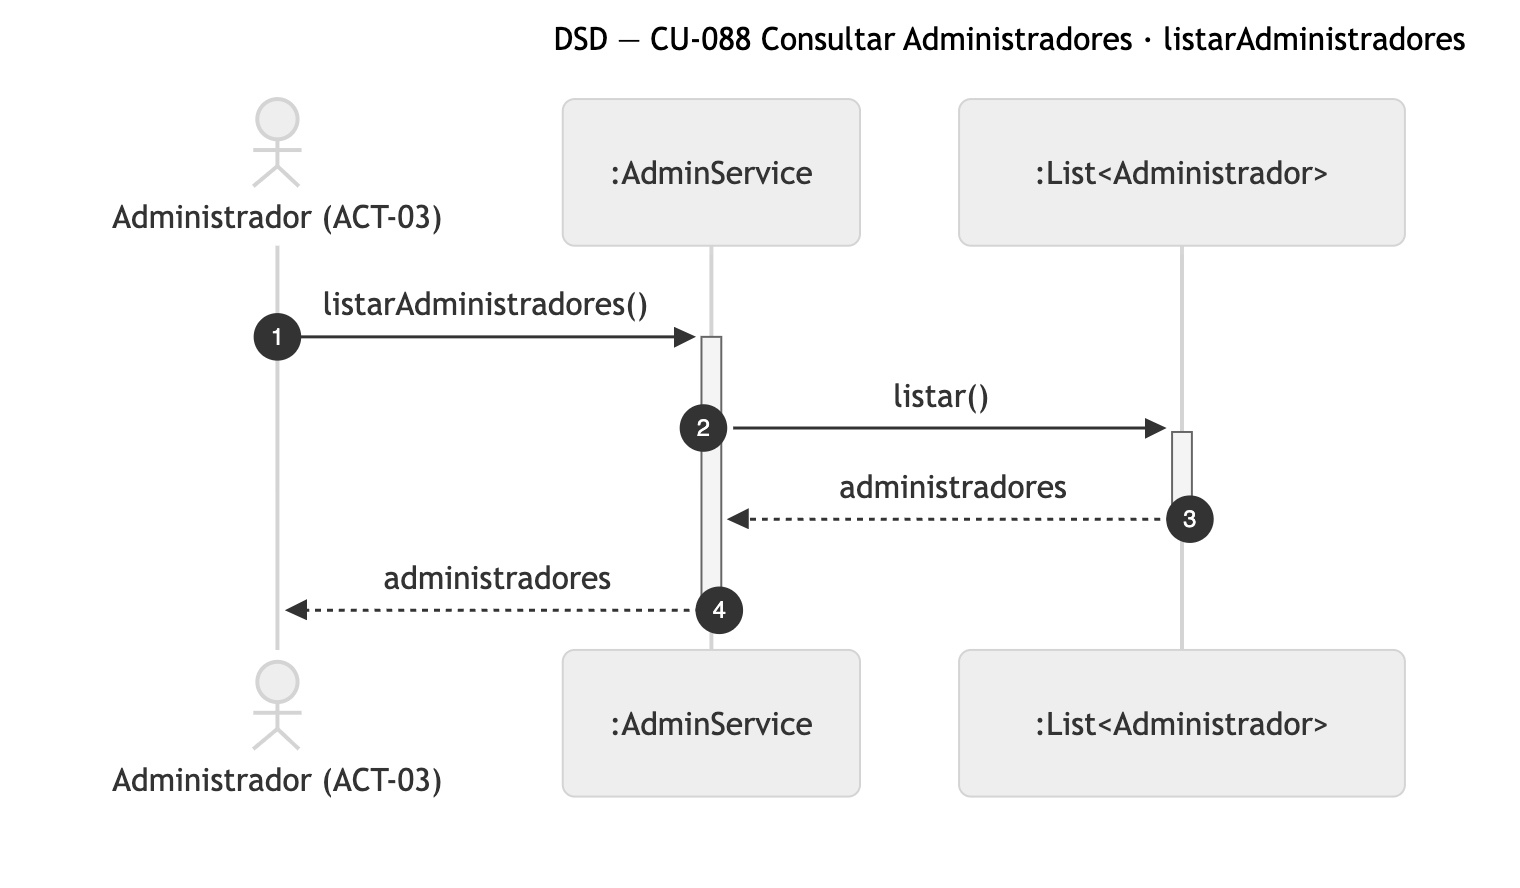 DSD — CU-088 Consultar Administradores · listarAdministradores
Administrador (ACT-03)
:AdminService
:List<Administrador>
listarAdministradores()
1
listar()
2
administradores
3
administradores
4
Administrador (ACT-03)
:AdminService
:List<Administrador>